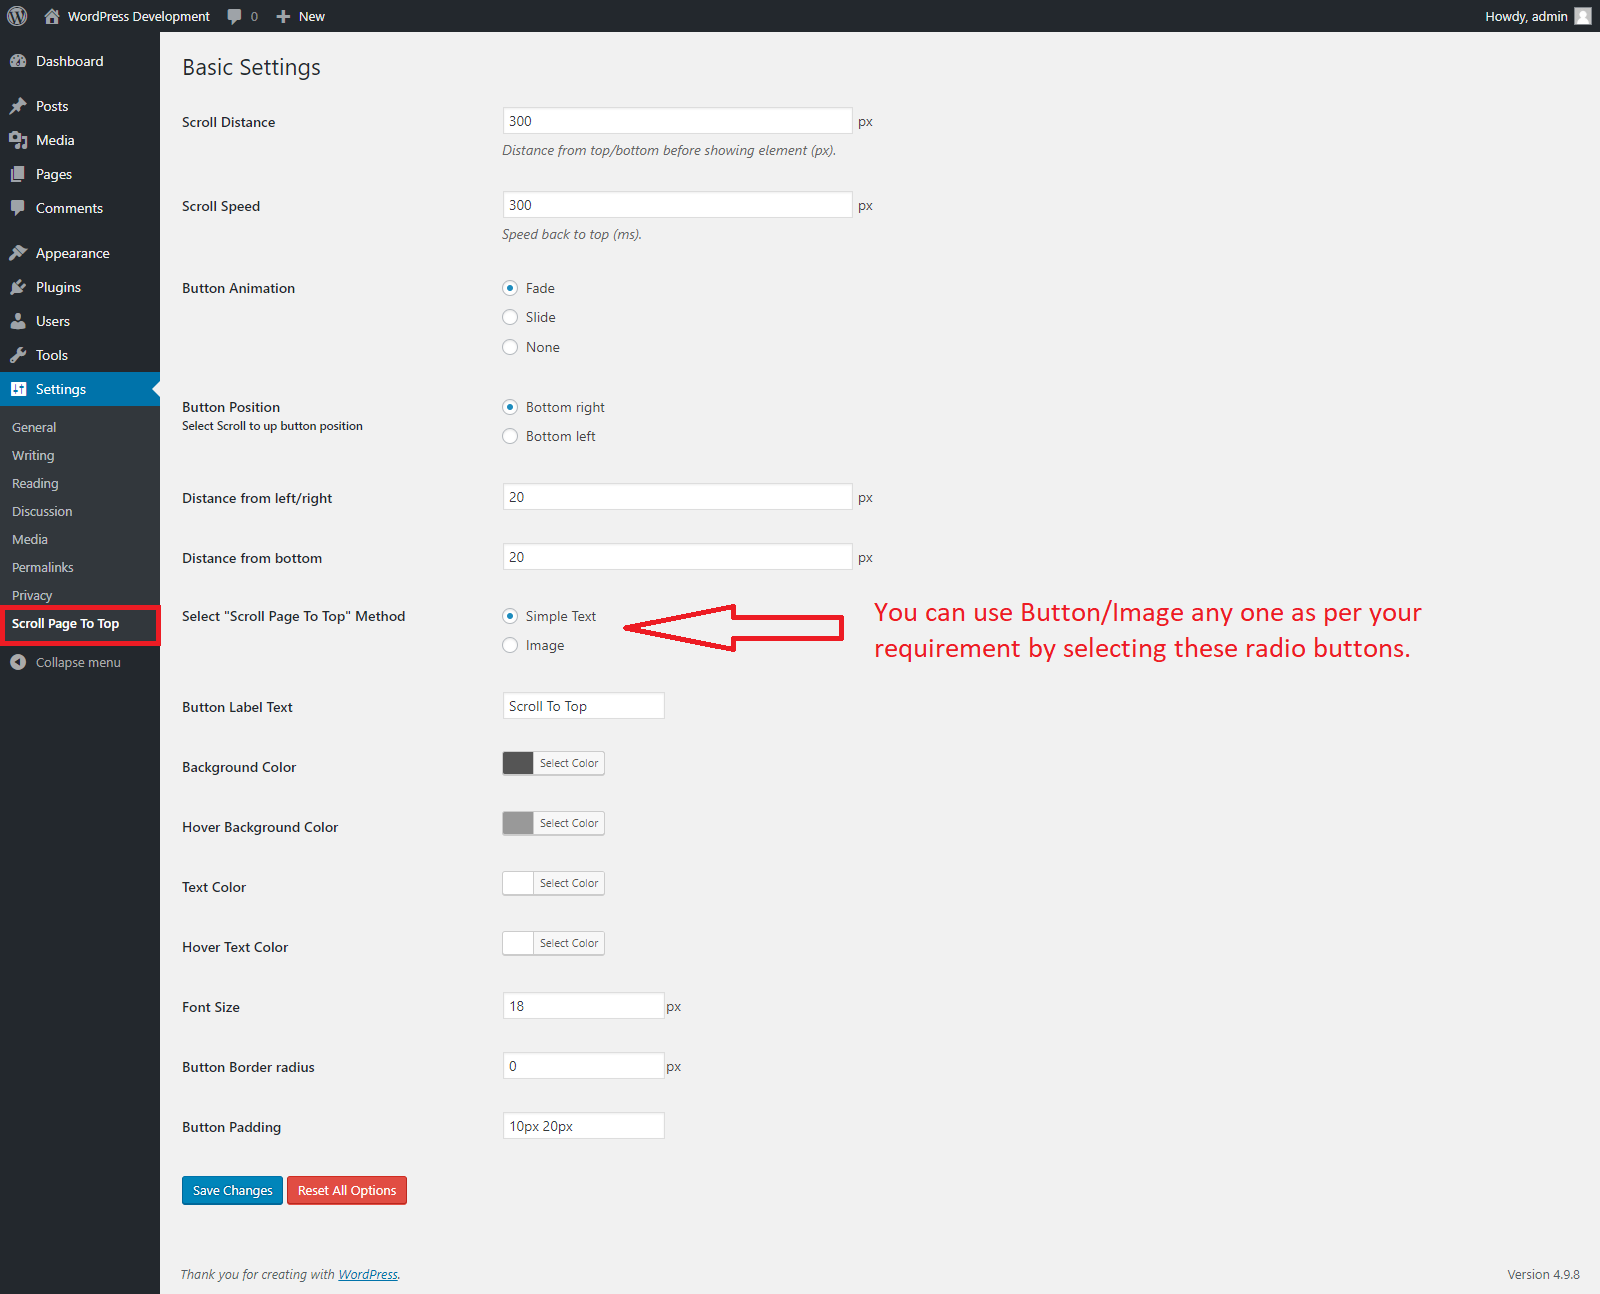 WordPress Development 0 New Howdy, admin
Dashboard
Posts
Media
Pages
Comments
Appearance
Plugins
Users
Tools
Settings
General
Writing
Reading
Discussion
Media
Permalinks
Privacy
Scroll Page To Top
Collapse menu
Basic Settings
Scroll Distance 300 px
Distance from top/bottom before showing element (px).
Scroll Speed 300 px
Speed back to top (ms).
Button Animation Fade
Slide
None
Button Position Bottom right
Select Scroll to up button position
Bottom left
Distance from left/right 20 px
Distance from bottom 20 px
Select "Scroll Page To Top" Method Simple Text
Image
You can use Button/Image any one as per your
requirement by selecting these radio buttons.
Button Label Text Scroll To Top
Background Color Select Color
Hover Background Color Select Color
Text Color Select Color
Hover Text Color Select Color
Font Size 18 px
Button Border radius 0 px
Button Padding 10px 20px
Save Changes Reset All Options
Thank you for creating with WordPress. Version 4.9.8